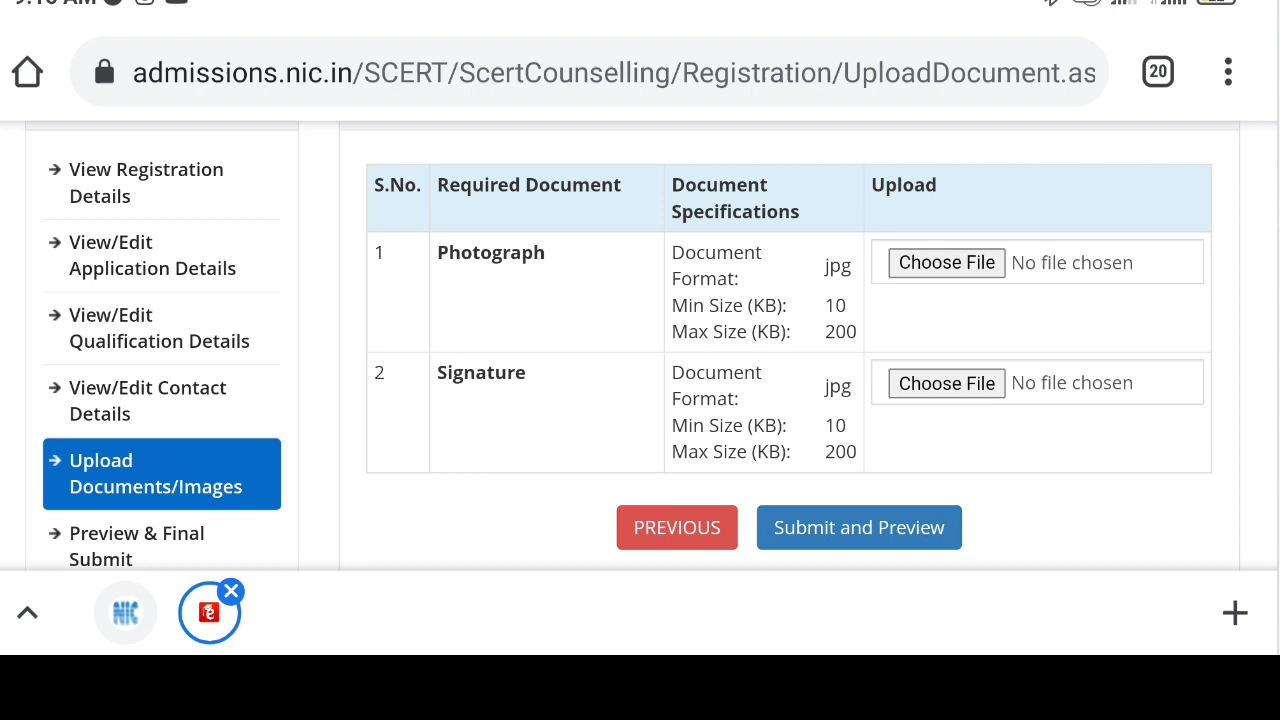 admissions.nic.in/SCERT/ScertCounselling/Registration/UploadDocument.as
20
View Registration
Details
View/Edit
Application Details
View/Edit
Qualification Details
View/Edit Contact
Details
Upload
Documents/Images
Preview & Final
Submit
S.No. Required Document Document Specifications Upload
1 Photograph Document Format: jpg Choose File No file chosen
Min Size (KB): 10
Max Size (KB): 200
2 Signature Document Format: jpg Choose File No file chosen
Min Size (KB): 10
Max Size (KB): 200
PREVIOUS Submit and Preview
NIC